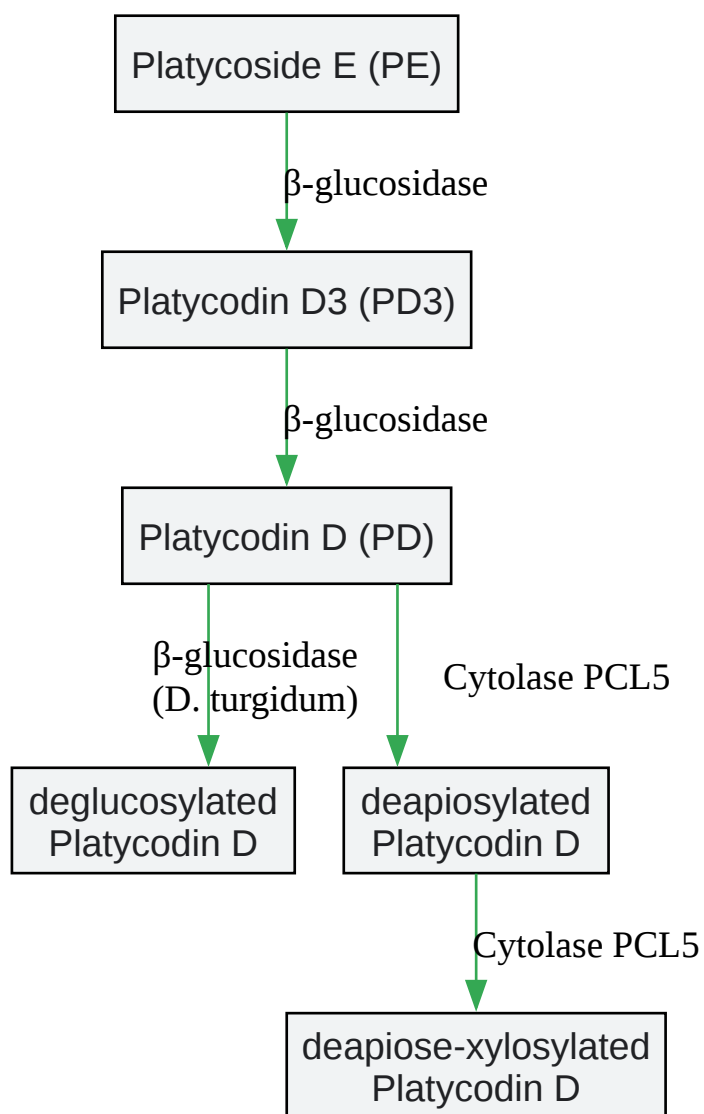 Platycoside E (PE)
β-glucosidase
Platycodin D3 (PD3)
β-glucosidase
Platycodin D (PD)
β-glucosidase
(D. turgidum)
Cytolase PCL5
deglucosylated
Platycodin D
deapiosylated
Platycodin D
Cytolase PCL5
deapiose-xylosylated
Platycodin D